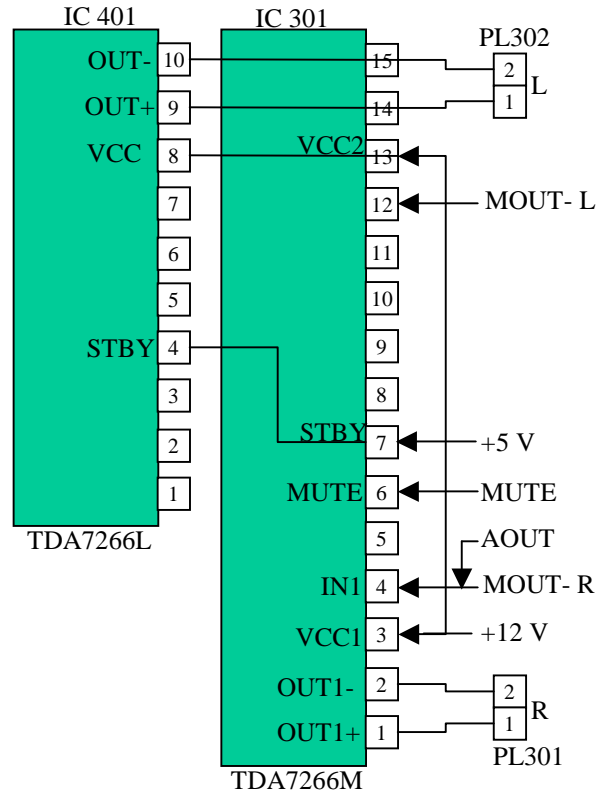 IC 401
IC 301
PL302
OUT- 10
15
2
L
OUT+ 9
14
1
VCC 8
VCC2 13
7
12 MOUT- L
6
11
5
10
STBY 4
9
3
8
2
STBY 7 +5 V
1
MUTE 6 MUTE
TDA7266L
5
AOUT
IN1 4 MOUT- R
VCC1 3 +12 V
OUT1- 2
2
R
OUT1+ 1
1
PL301
TDA7266M